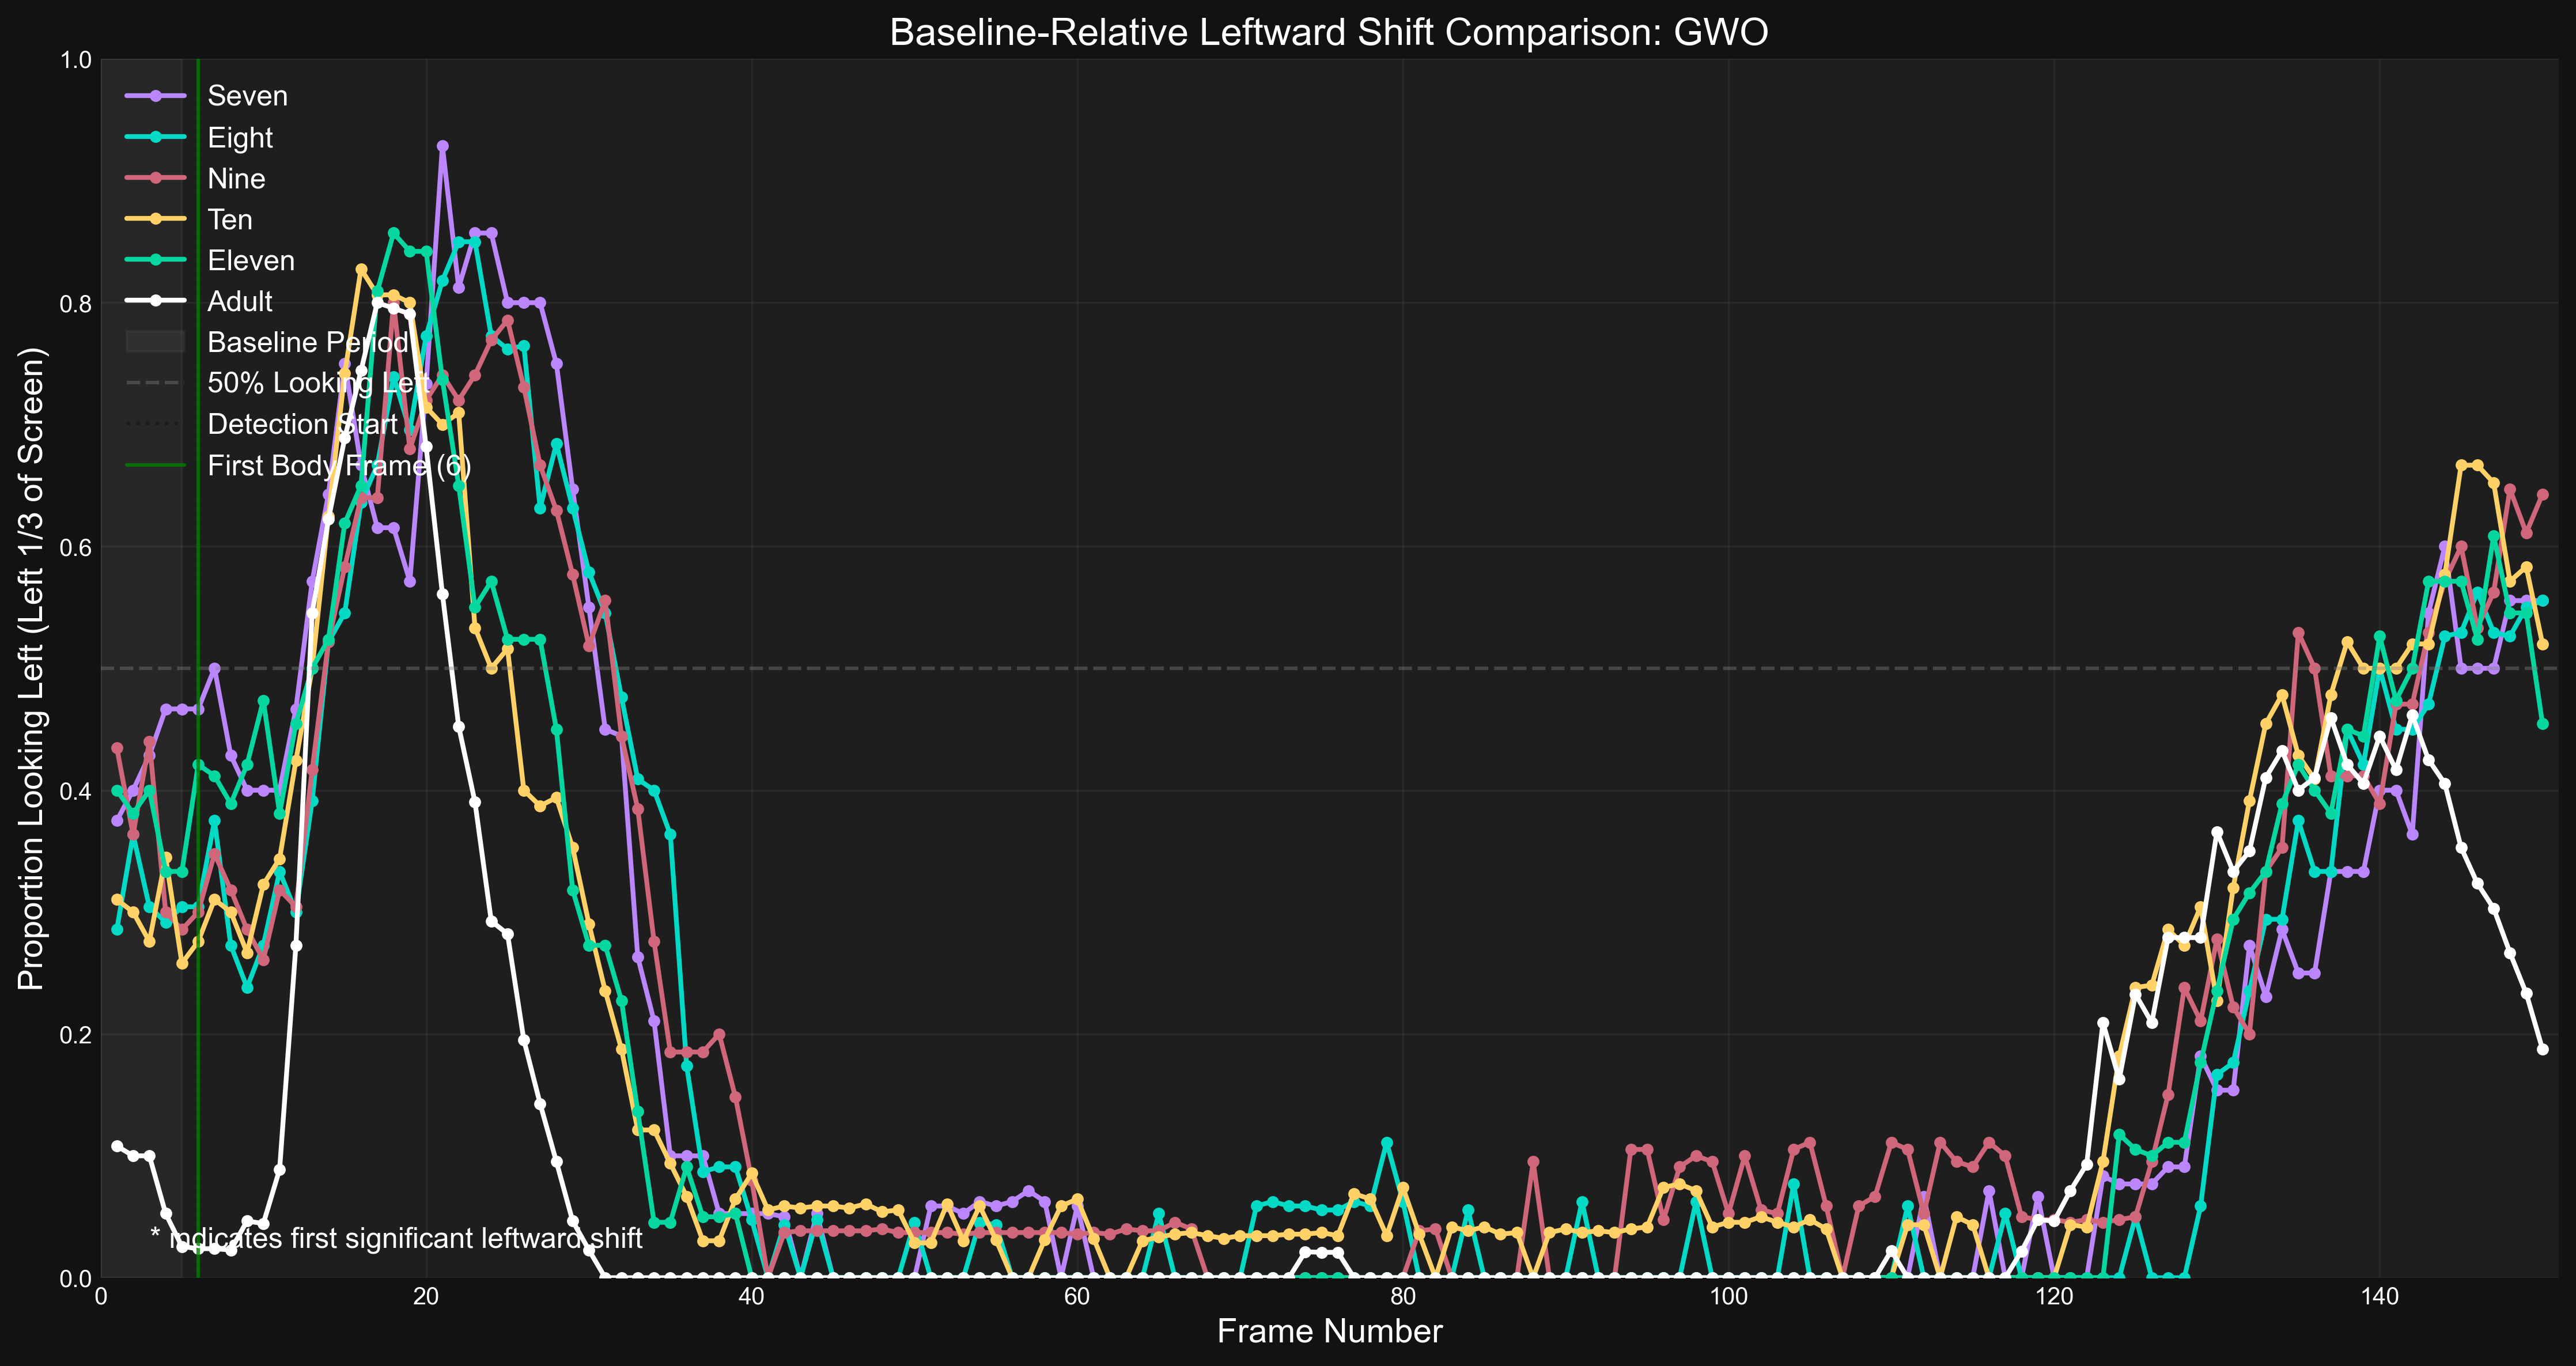 Baseline-Relative Leftward Shift Comparison: GWO
Proportion Looking Left (Left 1/3 of Screen)
1.0
0.8
0.6
0.4
0.2
0.0
Seven
Eight
Nine
Ten
Eleven
Adult
Baseline Period
50% Looking Left
Detection Start
First Body Frame (6)
* indicates first significant leftward shift
0 20 40 60 80 100 120 140
Frame Number